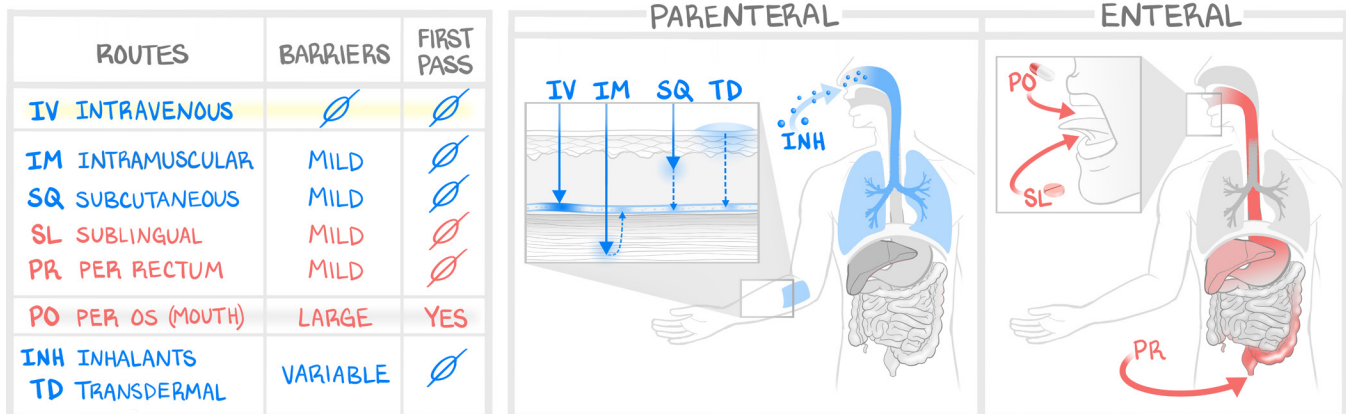 ROUTES BARRIERS FIRST PASS
IV INTRAVENOUS Ø Ø
IM INTRAMUSCULAR MILD Ø
SQ SUBCUTANEOUS MILD Ø
SL SUBLINGUAL MILD Ø
PR PER RECTUM MILD Ø
PO PER OS (MOUTH) LARGE YES
INH INHALANTS
TD TRANSDERMAL
VARIABLE Ø
PARENTERAL
IV IM SQ TD
INH
ENTERAL
PO
SL
PR